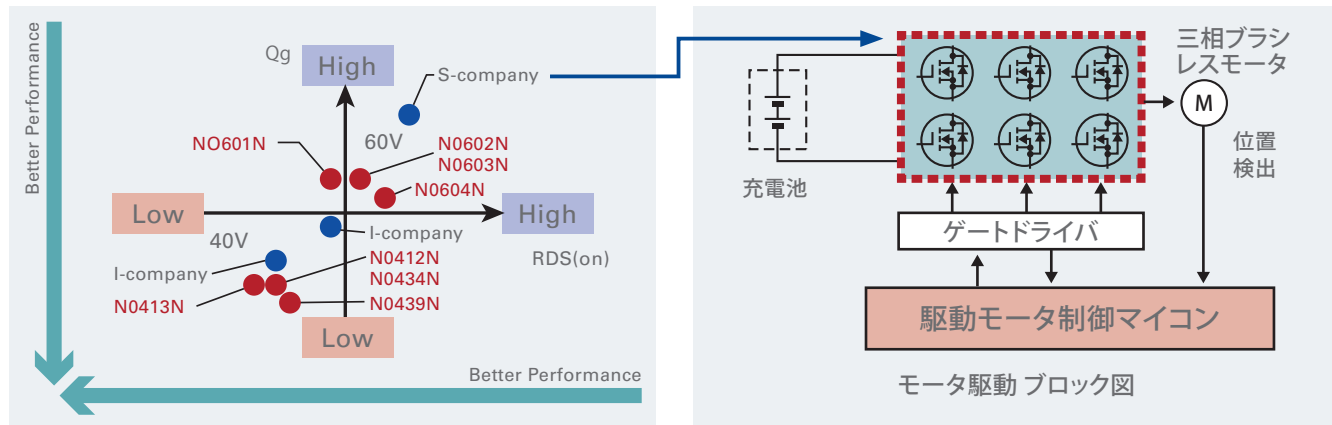 Better Performance
Qg
High
S-company
60V
NO601N
N0602N
N0603N
N0604N
Low
High
40V
I-company
RDS(on)
I-company
N0412N
N0434N
N0413N
N0439N
Low
Better Performance
三相ブラシ
レスモータ
M
位置
検出
充電池
ゲートドライバ
駆動モータ制御マイコン
モータ駆動 ブロック図